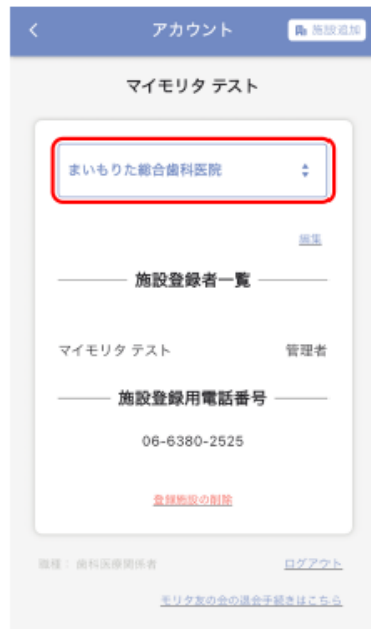 アカウント
施設追加
マイモリタ テスト
まいもりた総合歯科医院
編集
施設登録者一覧
マイモリタ テスト 管理者
施設登録用電話番号
06-6380-2525
登録施設の削除
職種： 歯科医療関係者 ログアウト
モリタ友の会の退会手続きはこちら